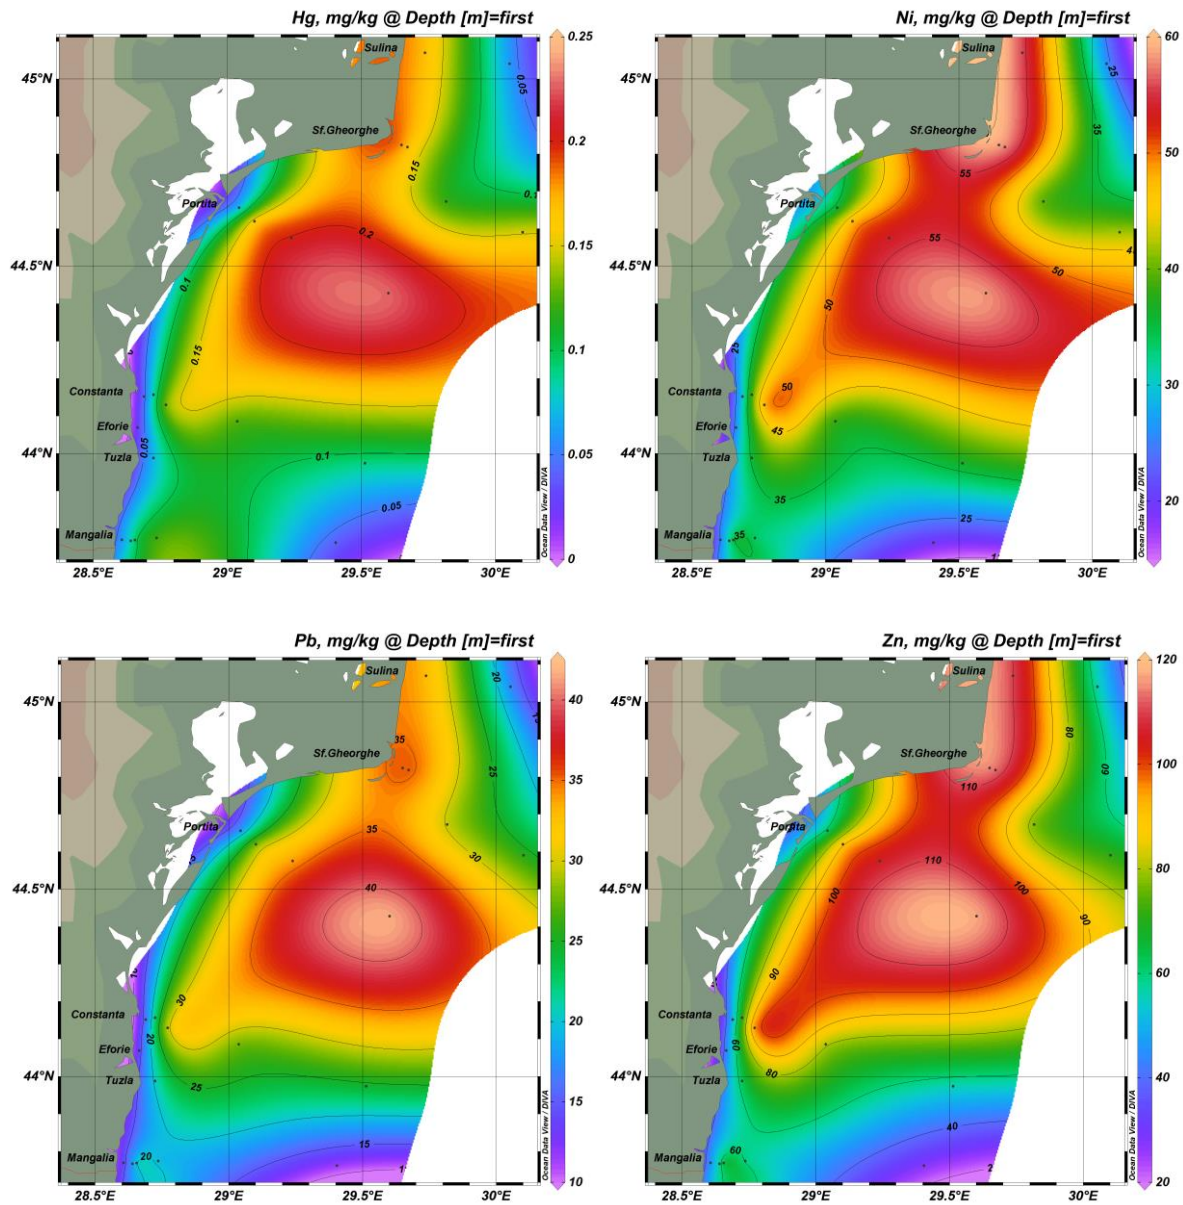 Hg, mg/kg @ Depth [m]=first
Sulina
0.25
45°N
0.05
0.2
Sf.Gheorghe
0.15
0.1
Portita
0.2
0.15
44.5°N
0.1
0.15
0.1
Constanta
Eforie
0.05
0.05
44°N
Tuzla
0.1
0.05
Mangalia
0
Ocean Data View / DIVA
28.5°E 29°E 29.5°E 30°E
Ni, mg/kg @ Depth [m]=first
Sulina
60
45°N
25
35
Sf.Gheorghe
50
55
Portita
55
4
44.5°N
50
40
50
25
Constanta
50
30
Eforie
45
44°N
Tuzla
35
25
20
Mangalia
35
Ocean Data View / DIVA
28.5°E 29°E 29.5°E 30°E
Pb, mg/kg @ Depth [m]=first
Sulina
20
40
45°N
35
Sf.Gheorghe
25
35
Portita
35
30
30
40
44.5°N
25
30
Constanta
20
20
Eforie
44°N
Tuzla
25
15
15
Mangalia
20
10
Ocean Data View / DIVA
28.5°E 29°E 29.5°E 30°E
Zn, mg/kg @ Depth [m]=first
Sulina
120
45°N
80
60
Sf.Gheorghe
100
110
Portita
110
80
44.5°N
100
100
90
90
60
Constanta
60
Eforie
80
44°N
Tuzla
40
40
Mangalia
60
2
20
Ocean Data View / DIVA
28.5°E 29°E 29.5°E 30°E